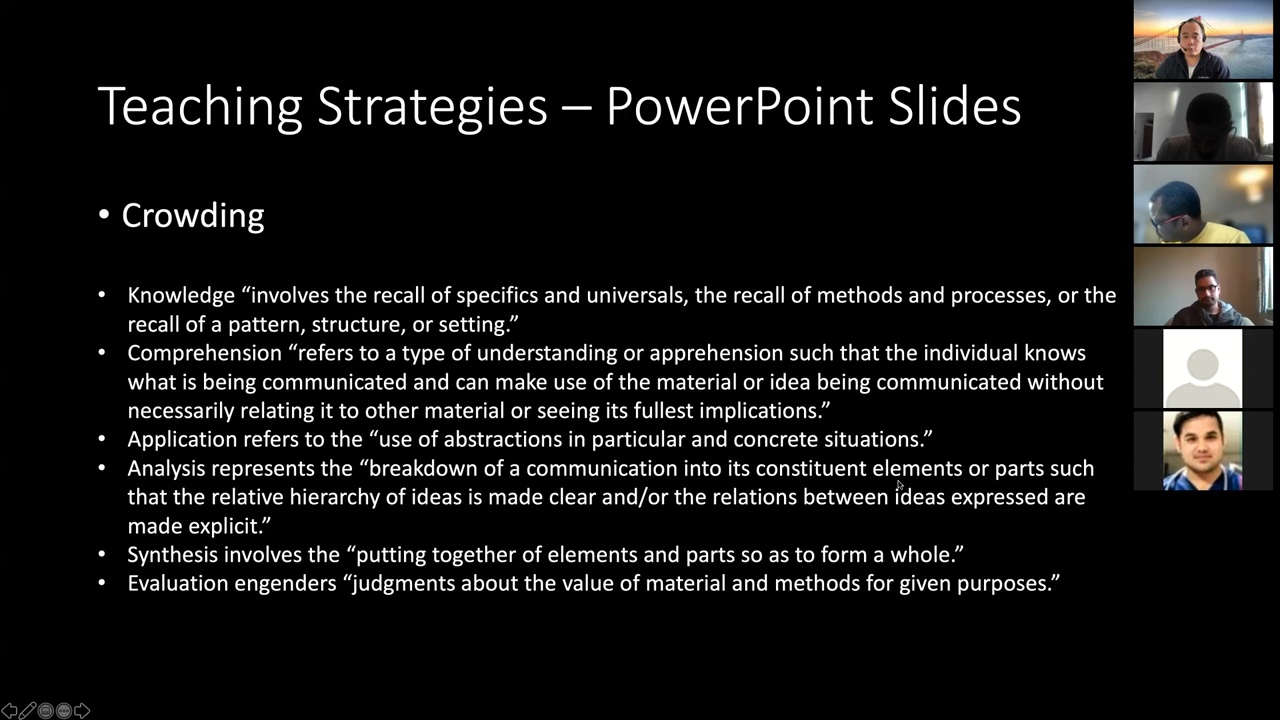 Teaching Strategies – PowerPoint Slides
• Crowding
• Knowledge “involves the recall of specifics and universals, the recall of methods and processes, or the
recall of a pattern, structure, or setting.”
• Comprehension “refers to a type of understanding or apprehension such that the individual knows
what is being communicated and can make use of the material or idea being communicated without
necessarily relating it to other material or seeing its fullest implications.”
• Application refers to the “use of abstractions in particular and concrete situations.”
• Analysis represents the “breakdown of a communication into its constituent elements or parts such
that the relative hierarchy of ideas is made clear and/or the relations between ideas expressed are
made explicit.”
• Synthesis involves the “putting together of elements and parts so as to form a whole.”
• Evaluation engenders “judgments about the value of material and methods for given purposes.”